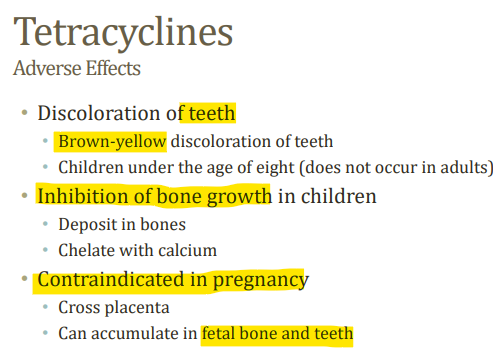 Tetracyclines
Adverse Effects
• Discoloration of teeth
• Brown-yellow discoloration of teeth
• Children under the age of eight (does not occur in adults)
• Inhibition of bone growth in children
• Deposit in bones
• Chelate with calcium
• Contraindicated in pregnancy
• Cross placenta
• Can accumulate in fetal bone and teeth